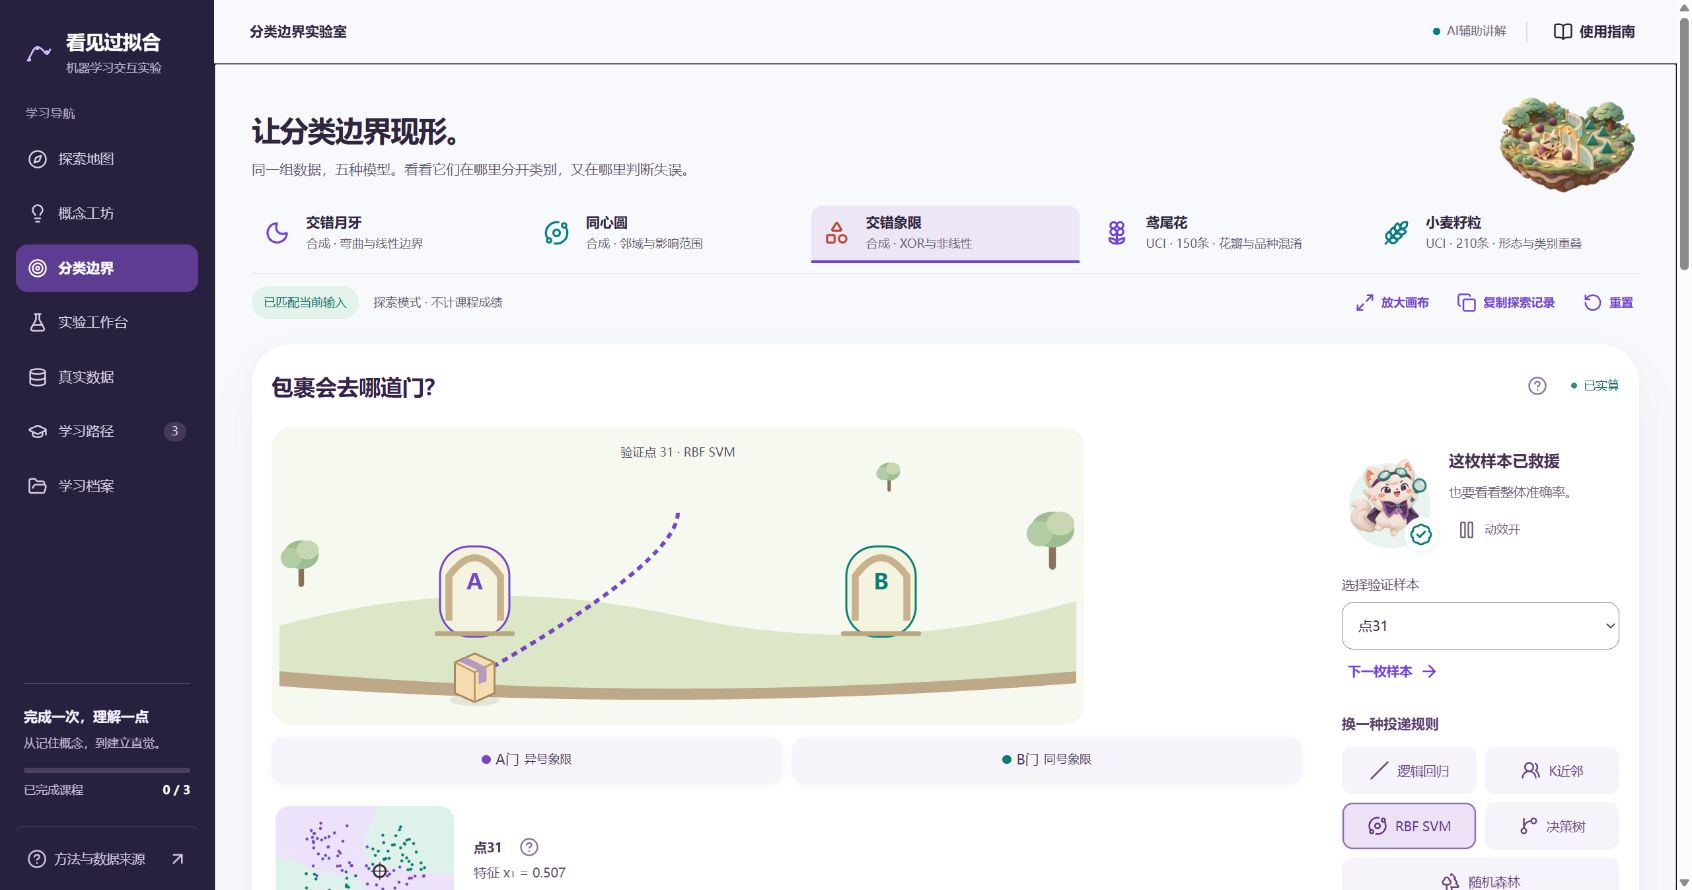 看见过拟合
机器学习交互实验
学习导航
探索地图
概念工坊
分类边界
实验工作台
真实数据
学习路径 3
学习档案
完成一次，理解一点
从记住概念，到建立直觉。
已完成课程 0 / 3
方法与数据来源
分类边界实验室
AI辅助讲解
使用指南
让分类边界现形。
同一组数据，五种模型。看看它们在哪里分开类别，又在哪里判断失误。
交错月牙
合成 · 弯曲与线性边界
同心圆
合成 · 邻域与影响范围
交错象限
合成 · XOR与非线性
鸢尾花
UCI · 150条 · 花瓣与品种混淆
小麦籽粒
UCI · 210条 · 形态与类别重叠
已匹配当前输入
探索模式 · 不计课程成绩
放大画布
复制探索记录
重置
包裹会去哪道门？
已实算
验证点 31 · RBF SVM
A
B
A门 异号象限
B门 同号象限
点31
特征 x₁ = 0.507
这枚样本已救援
也要看看整体准确率。
动效开
选择验证样本
点31
下一枚样本
换一种投递规则
逻辑回归
K近邻
RBF SVM
决策树
随机森林